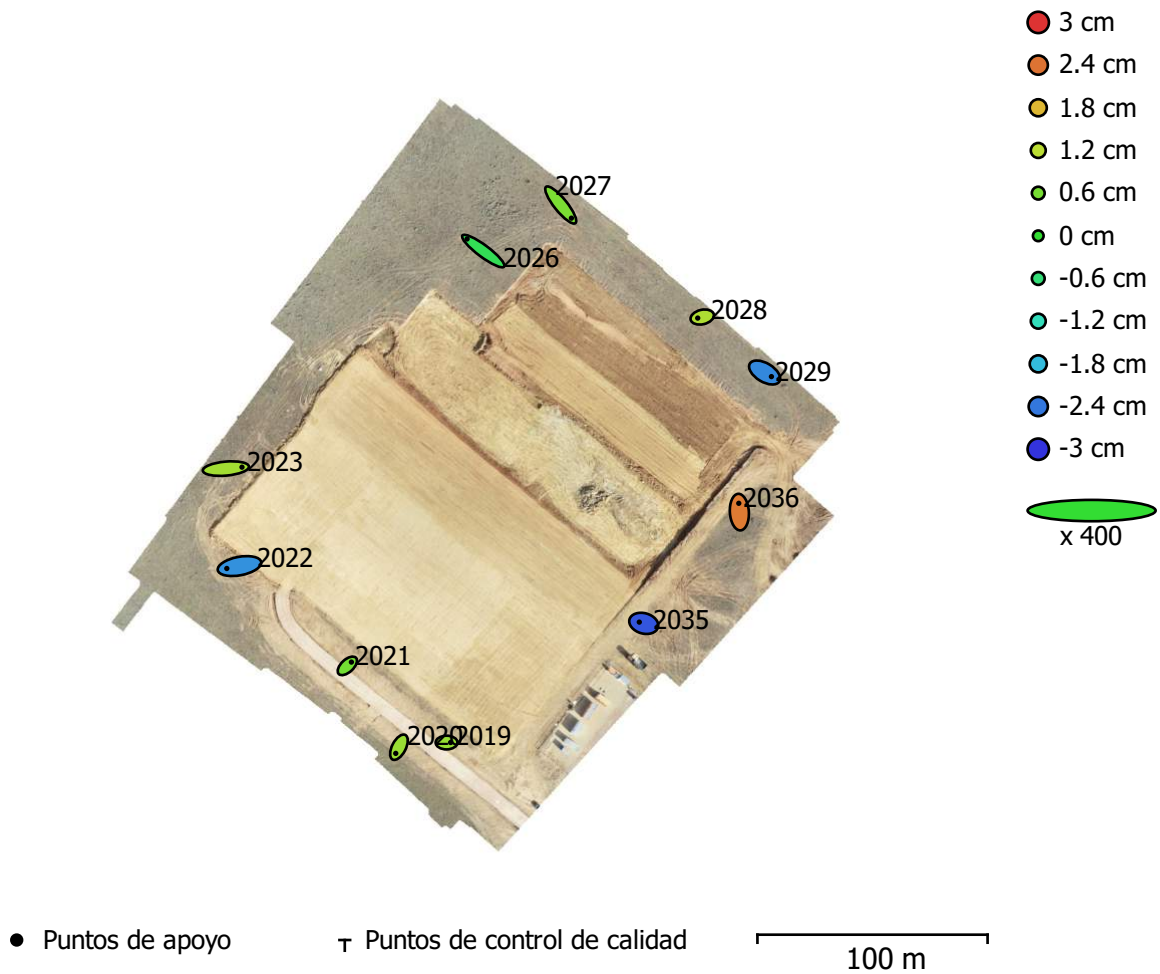 3 cm
2.4 cm
1.8 cm
1.2 cm
0.6 cm
0 cm
-0.6 cm
-1.2 cm
-1.8 cm
-2.4 cm
-3 cm
x 400
2027
2026
2028
2029
2023
2036
2022
2035
2021
2020
2019
Puntos de apoyo
Puntos de control de calidad
100 m